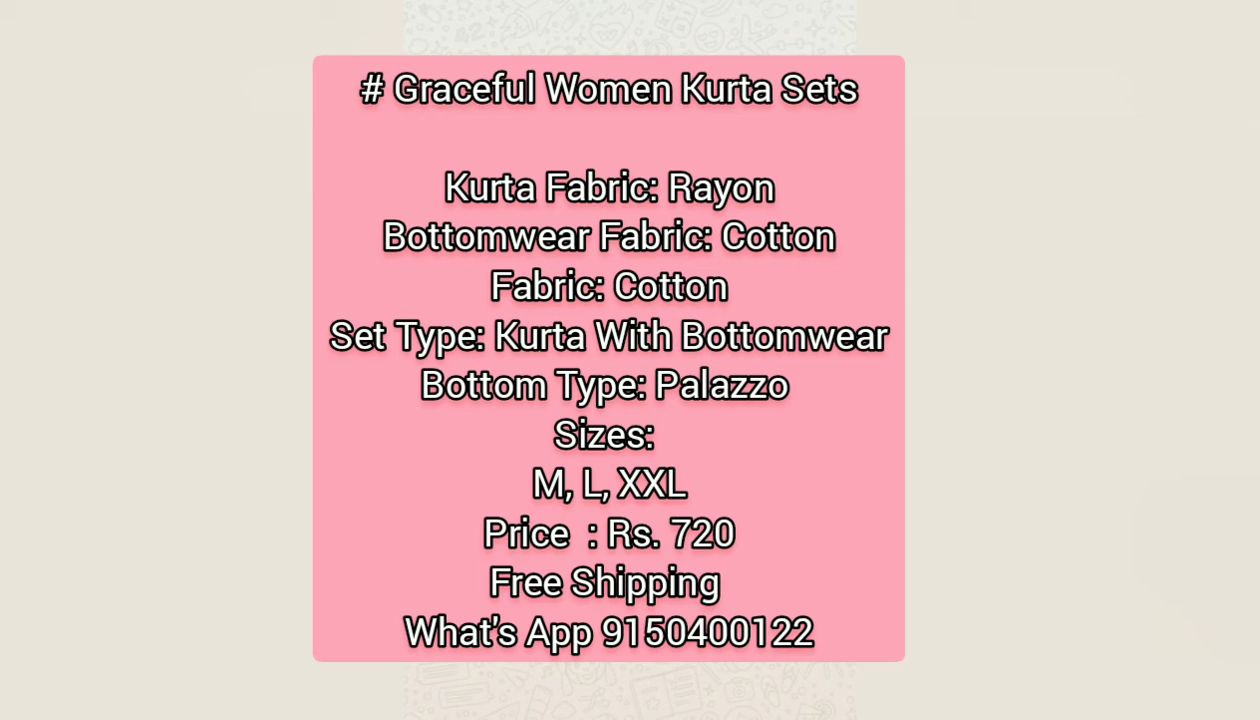 # Graceful Women Kurta Sets
Kurta Fabric: Rayon
Bottomwear Fabric: Cotton
Fabric: Cotton
Set Type: Kurta With Bottomwear
Bottom Type: Palazzo
Sizes:
M, L, XXL
Price  : Rs. 720
Free Shipping
What's App 9150400122